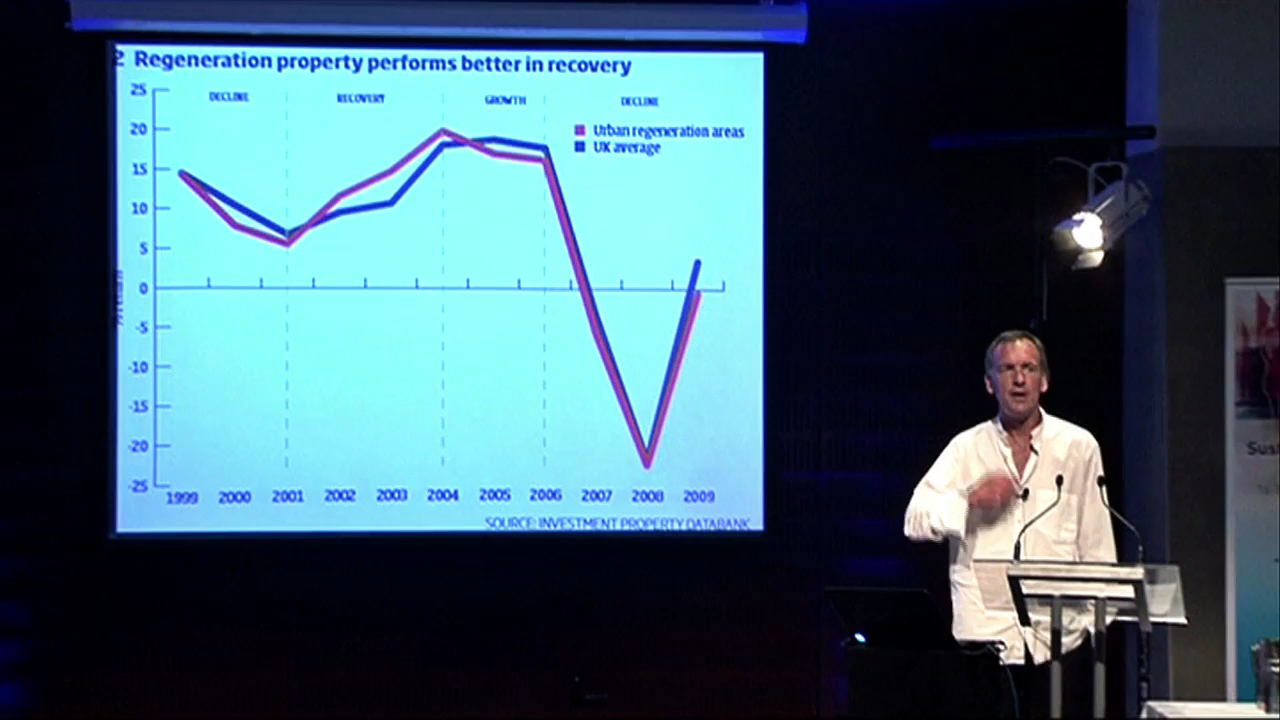 2 Regeneration property performs better in recovery
25
DECLINE RECOVERY GROWTH DECLINE
20
Urban regeneration areas
UK average
15
10
5
0
-5
-10
-15
-20
-25
1999 2000 2001 2002 2003 2004 2005 2006 2007 2008 2009
SOURCE: INVESTMENT PROPERTY DATABANK